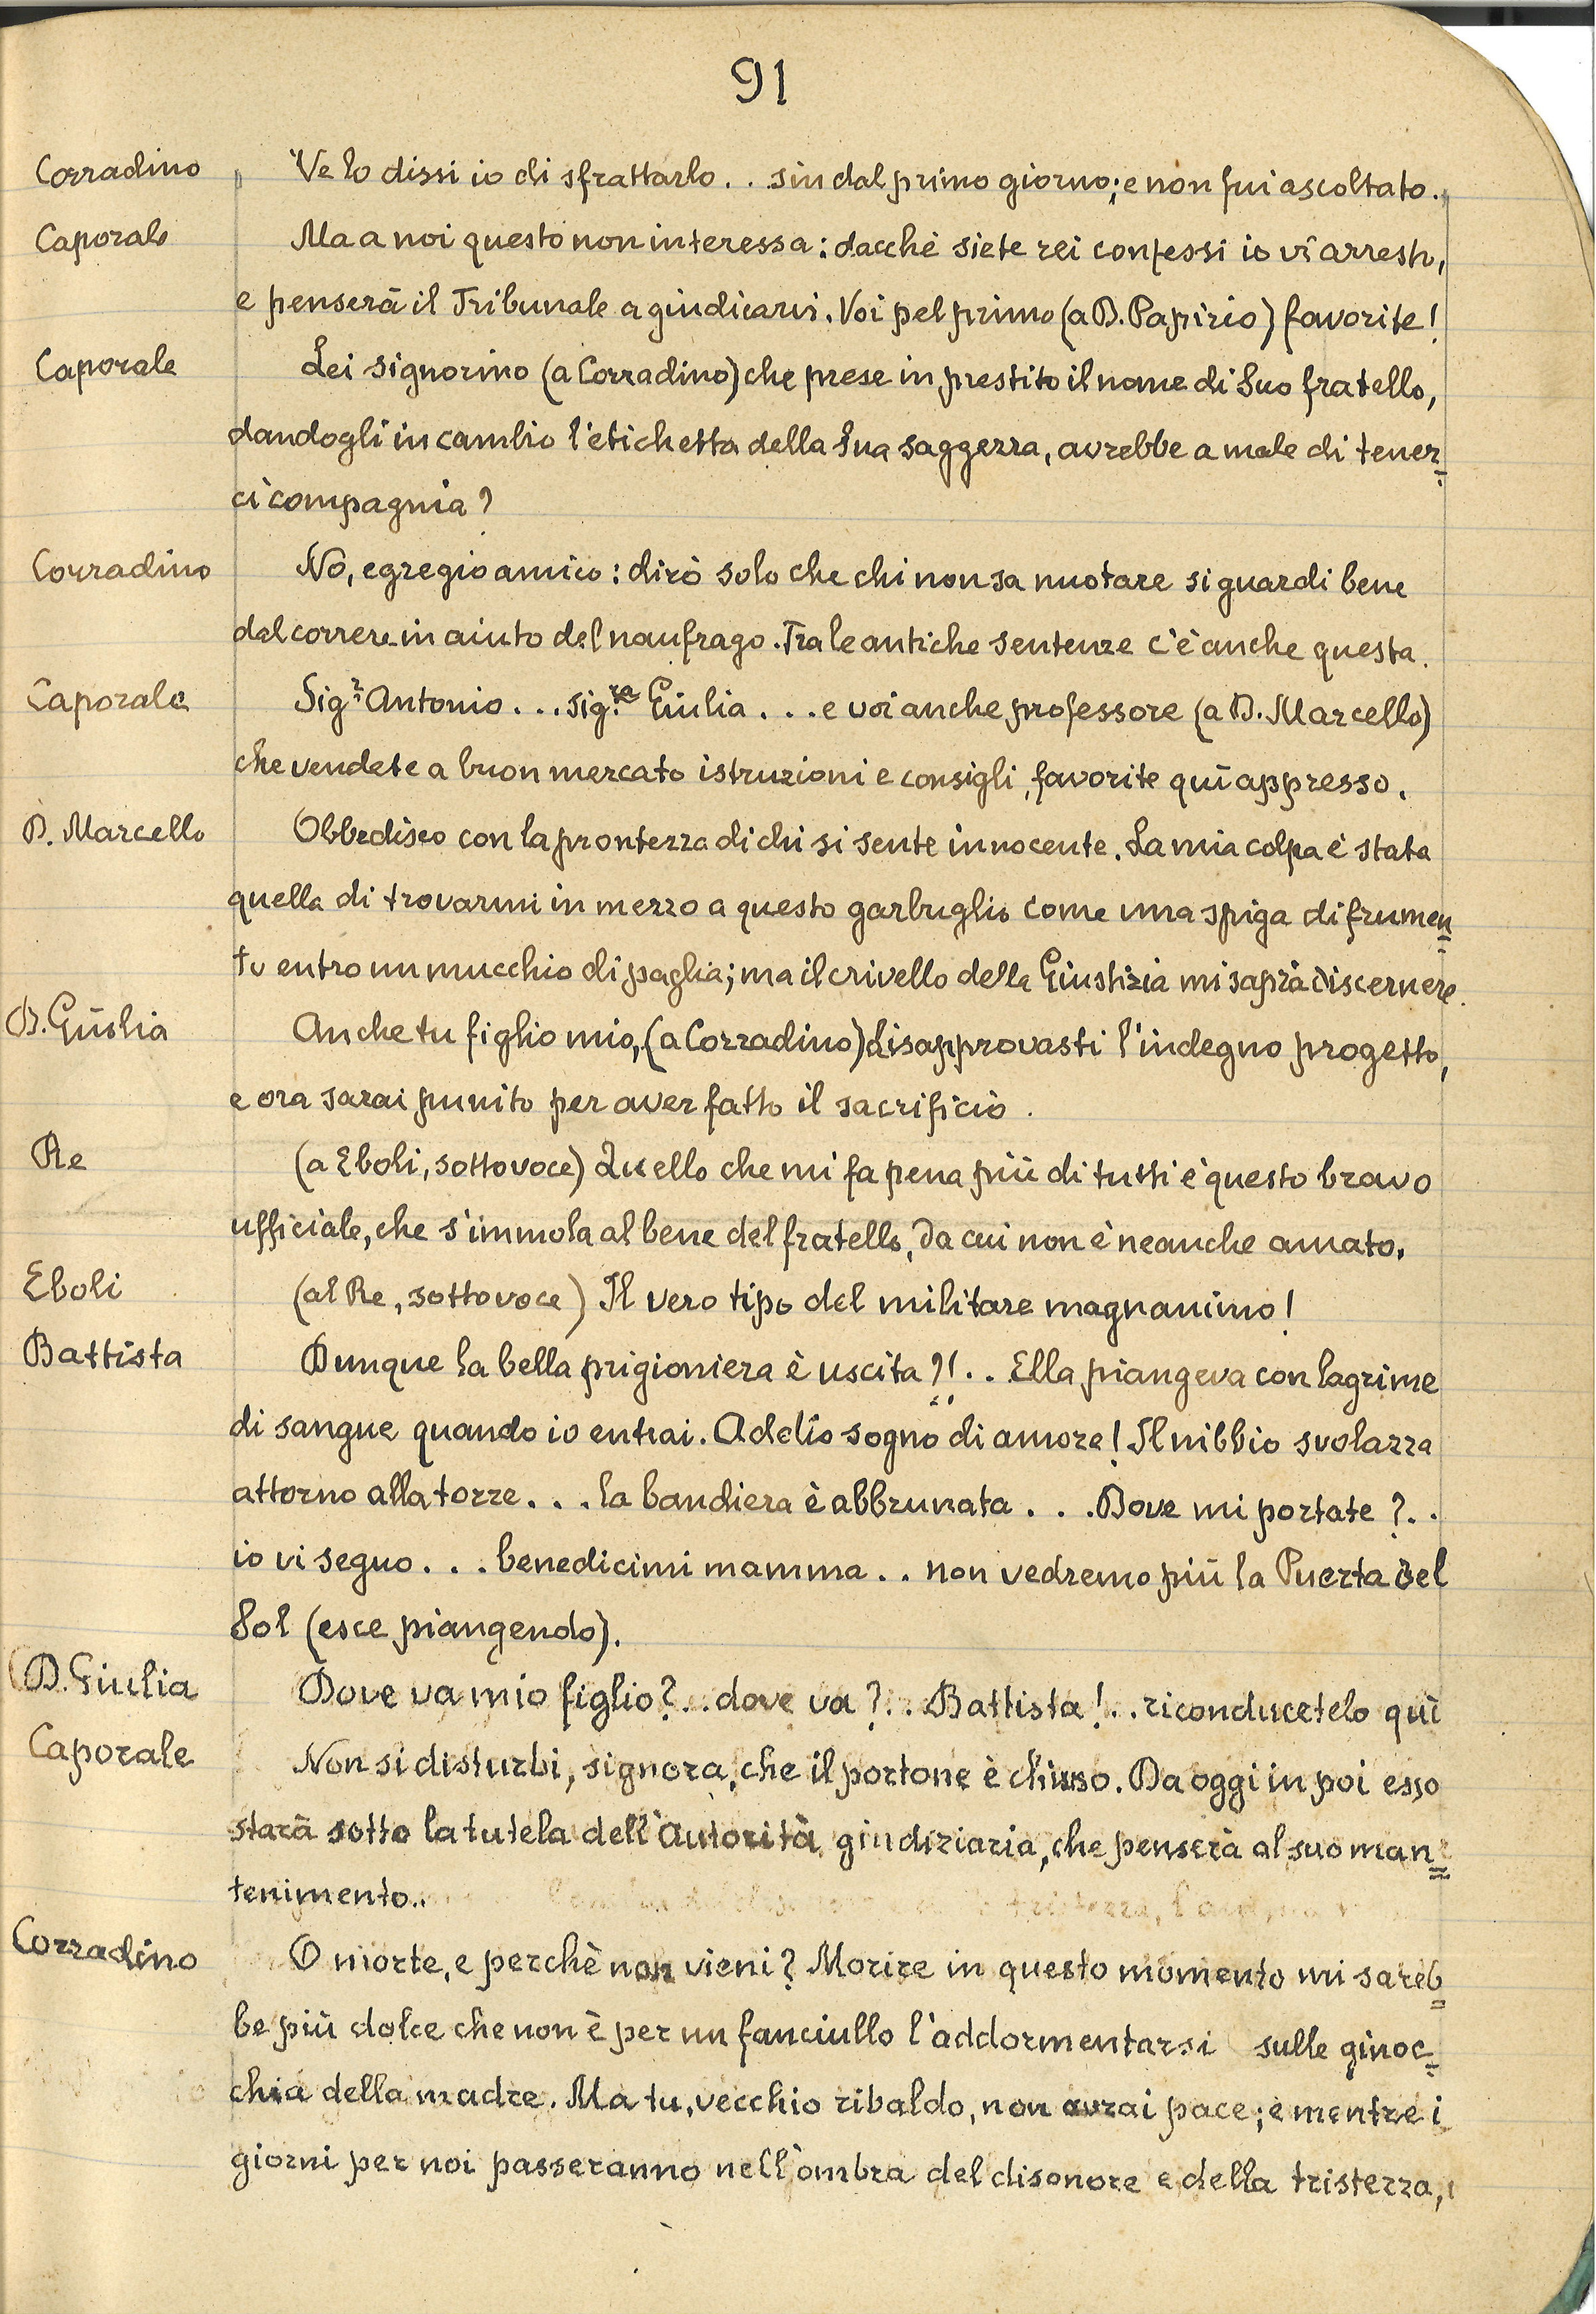 91
Corradino " Ve lo dissi io di sfrattarlo.. sin dal primo giorno; e non fui ascoltato. "
Caporale Ma a noi questo non interessa: dacchè siete rei confessi io vi arresto,
e penserà il Tribunale a giudicarvi. Voi pel primo (a D. Papirio) favorite!
Caporale Lei signorino (a Corradino) che prese in prestito il nome di Suo fratello,
dandogli in cambio l'etichetta della Sua saggezza, avrebbe a male di tener=
ci compagnia?
Corradino No, egregio amico: dirò solo che chi non sa nuotare si guardi bene
dal correre in aiuto del naufrago. Tra le antiche sentenze c'è anche questa.
Caporale Sig.r Antonio... sig.ra Giulia... e voi anche professore (a D. Marcello)
che vendete a buon mercato istruzioni e consigli, favorite quì appresso.
D. Marcello Obbedisco con la prontezza di chi si sente innocente. La mia colpa è stata
quella di trovarmi in mezzo a questo garbuglio come una spiga di frumen=
to entro un mucchio di paglia; ma il crivello della Giustizia mi saprà discernere.
D. Giulia Anche tu figlio mio, (a Corradino) disapprovasti l'indegno progetto,
e ora sarai punito per aver fatto il sacrificio.
Re (a Eboli, sottovoce) Quello che mi fa pena più di tutti è questo bravo
ufficiale, che s'immola al bene del fratello, da cui non è neanche amato.
Eboli (al Re, sottovoce) Il vero tipo del militare magnanimo!
Battista Dunque la bella prigioniera è uscita?!.. Ella piangeva con lagrime
di sangue quando io entrai. Addio sogno di amore! Il nibbio svolazza
attorno alla torre... la bandiera è abbrunata... Dove mi portate?..
io vi seguo... benedicimi mamma.. non vedremo più la Puerta del
Sol (esce piangendo).
D. Giulia Dove va mio figlio?.. dove va?.. Battista!.. riconducetelo quì
Caporale Non si disturbi, signora, che il portone è chiuso. Da oggi in poi esso
starà sotto la tutela dell'Autorità giudiziaria, che penserà al suo man=
tenimento..
Corradino O morte, e perchè non vieni? Morire in questo momento mi sareb=
be più dolce che non è per un fanciullo l'addormentarsi sulle ginoc=
chia della madre. Ma tu, vecchio ribaldo, non avrai pace; e mentre i
giorni per noi passeranno nell'ombra del disonore e della tristezza,